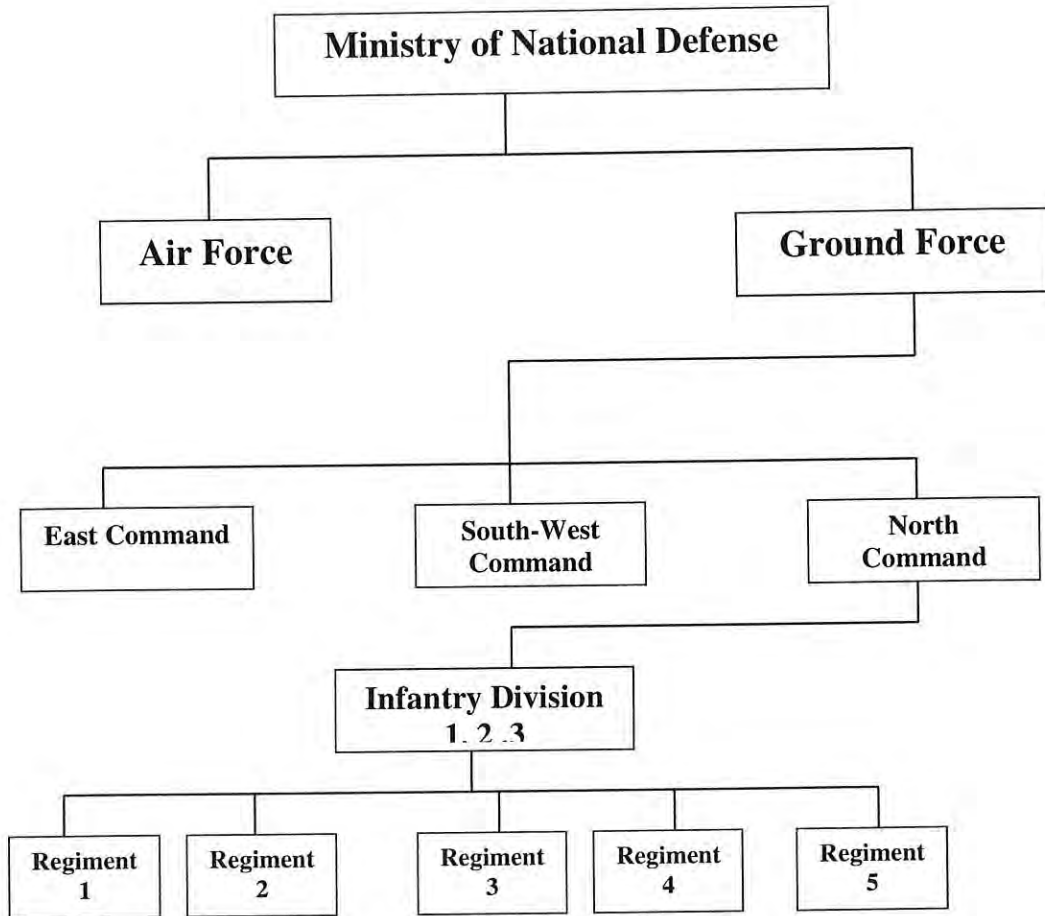 Ministry of National Defense
Air Force
Ground Force
East Command
South-West
Command
North
Command
Infantry Division
1, 2 ,3
Regiment
1
Regiment
2
Regiment
3
Regiment
4
Regiment
5